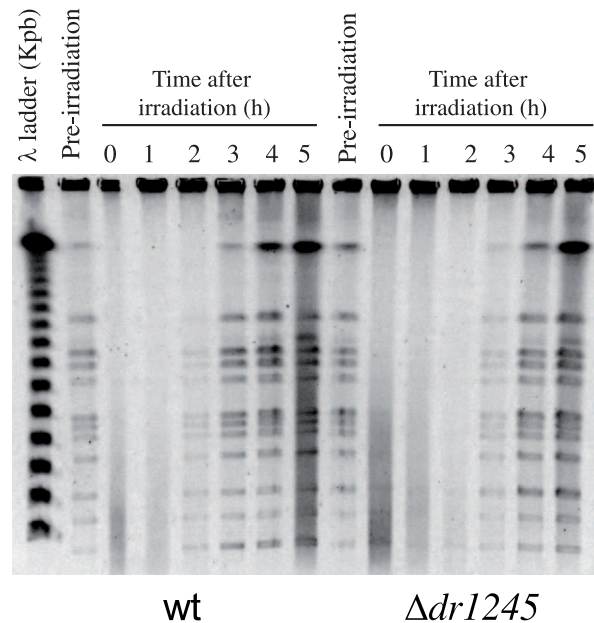 λ ladder (Kpb)
Pre-irradiation
Time after
irradiation (h)
0 1 2 3 4 5
Pre-irradiation
Time after
irradiation (h)
0 1 2 3 4 5
wt
Δdr1245